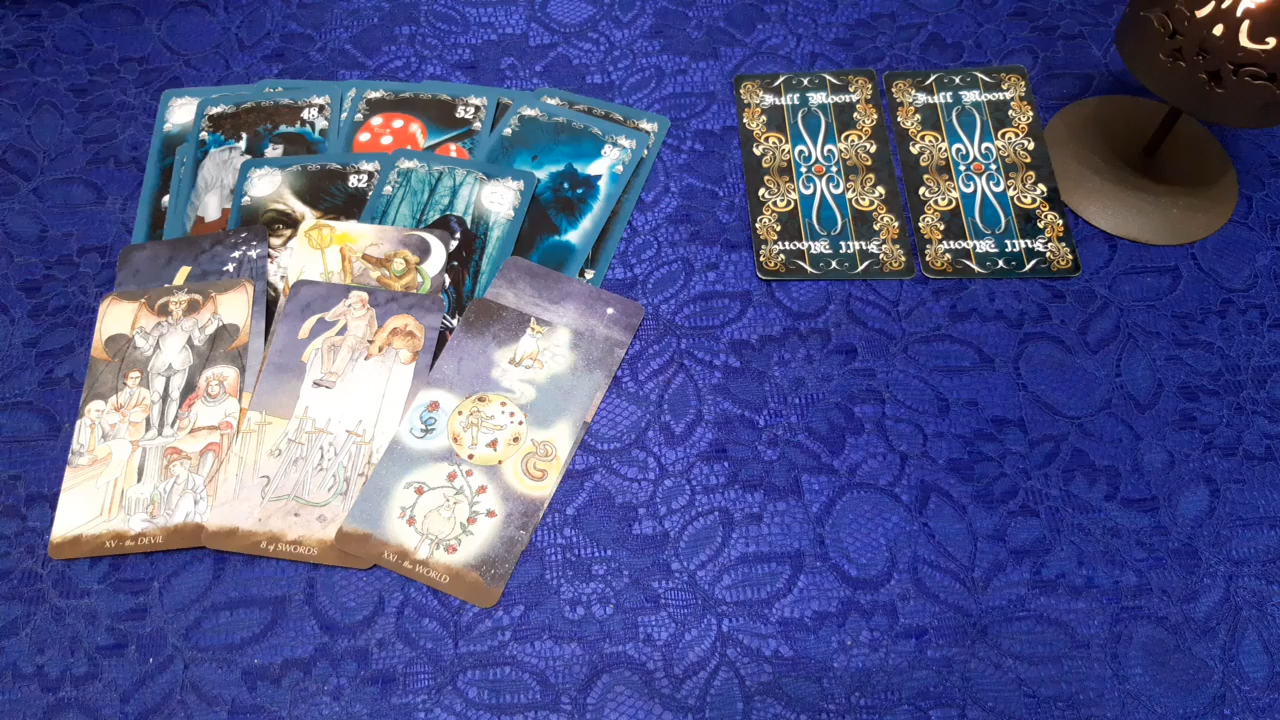 48
52
86
82
Full Moon
Full Moon
Full Moon
Full Moon
XV - the DEVIL
8 of SWORDS
XXI - the WORLD